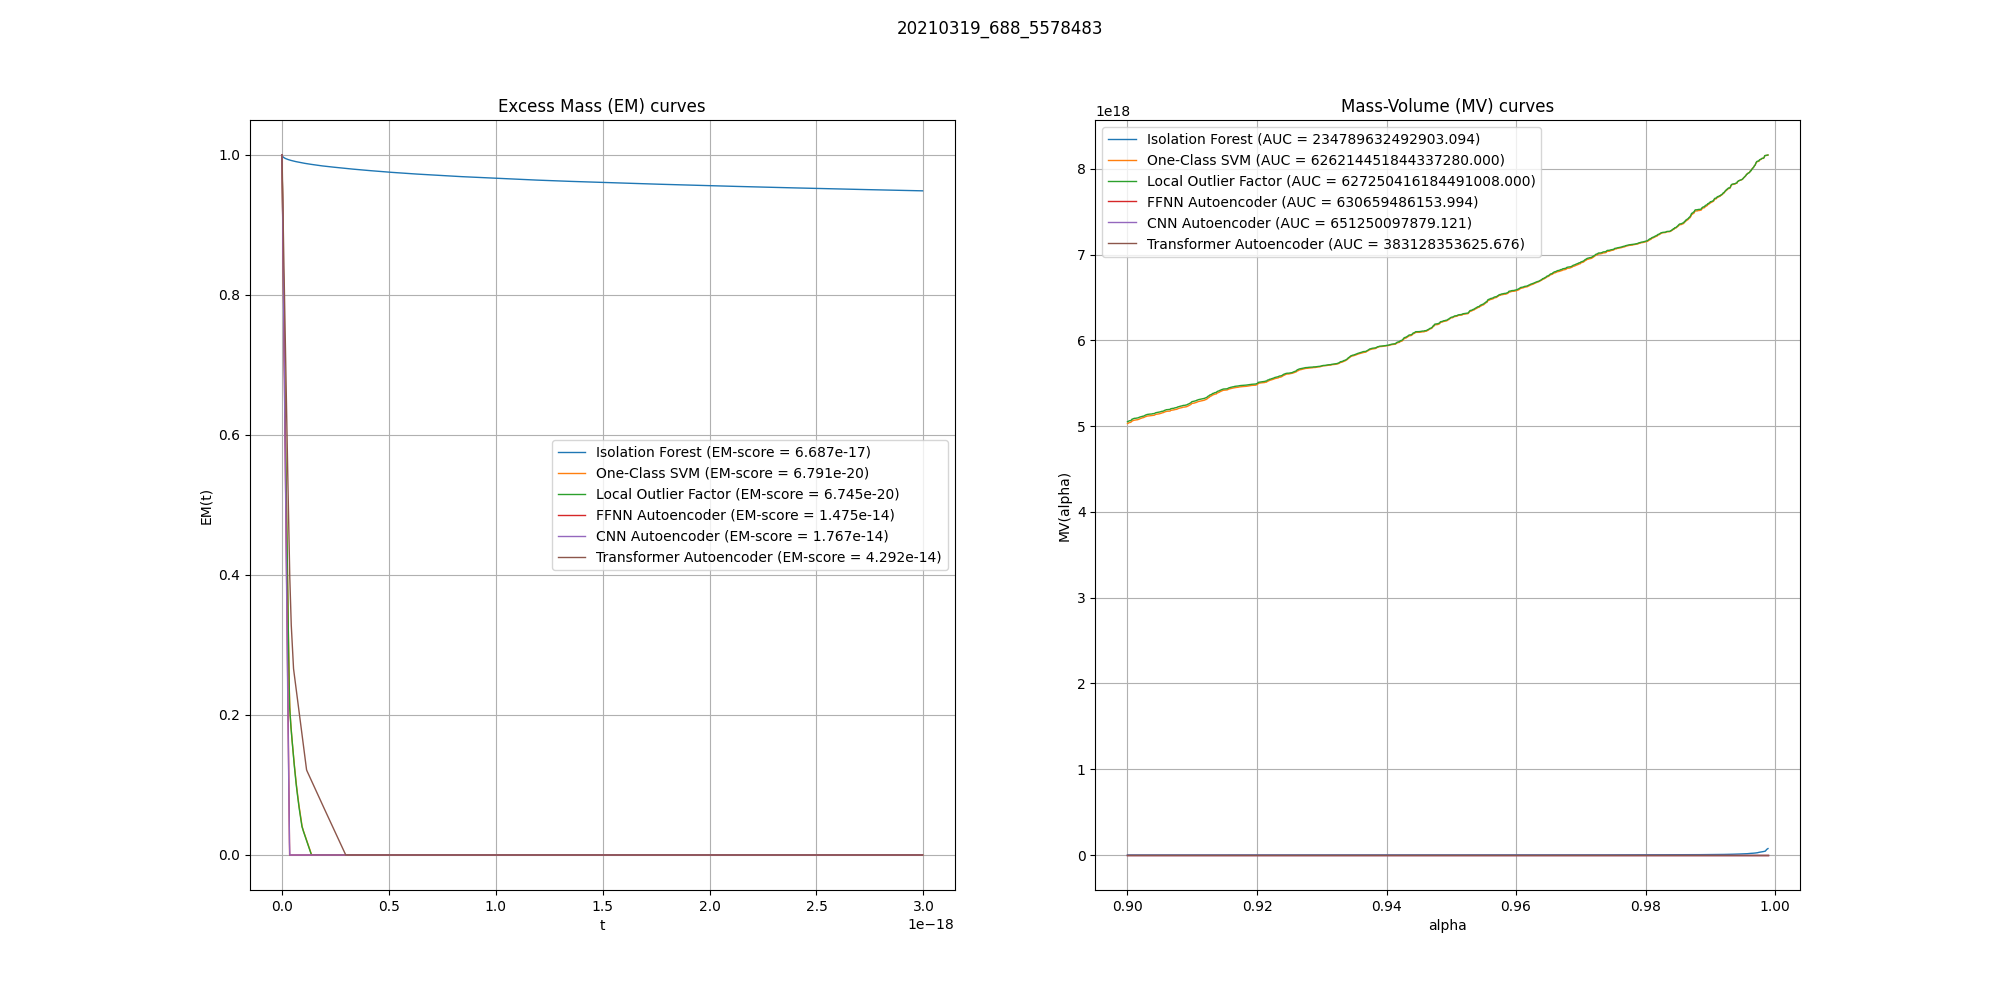 20210319_688_5578483
Excess Mass (EM) curves
EM(t)
1.0
0.8
0.6
0.4
0.2
0.0
Isolation Forest (EM-score = 6.687e-17)
One-Class SVM (EM-score = 6.791e-20)
Local Outlier Factor (EM-score = 6.745e-20)
FFNN Autoencoder (EM-score = 1.475e-14)
CNN Autoencoder (EM-score = 1.767e-14)
Transformer Autoencoder (EM-score = 4.292e-14)
0.0 0.5 1.0 1.5 2.0 2.5 3.0
t
1e−18
Mass-Volume (MV) curves
1e18
MV(alpha)
8
7
6
5
4
3
2
1
0
Isolation Forest (AUC = 234789632492903.094)
One-Class SVM (AUC = 626214451844337280.000)
Local Outlier Factor (AUC = 627250416184491008.000)
FFNN Autoencoder (AUC = 630659486153.994)
CNN Autoencoder (AUC = 651250097879.121)
Transformer Autoencoder (AUC = 383128353625.676)
0.90 0.92 0.94 0.96 0.98 1.00
alpha